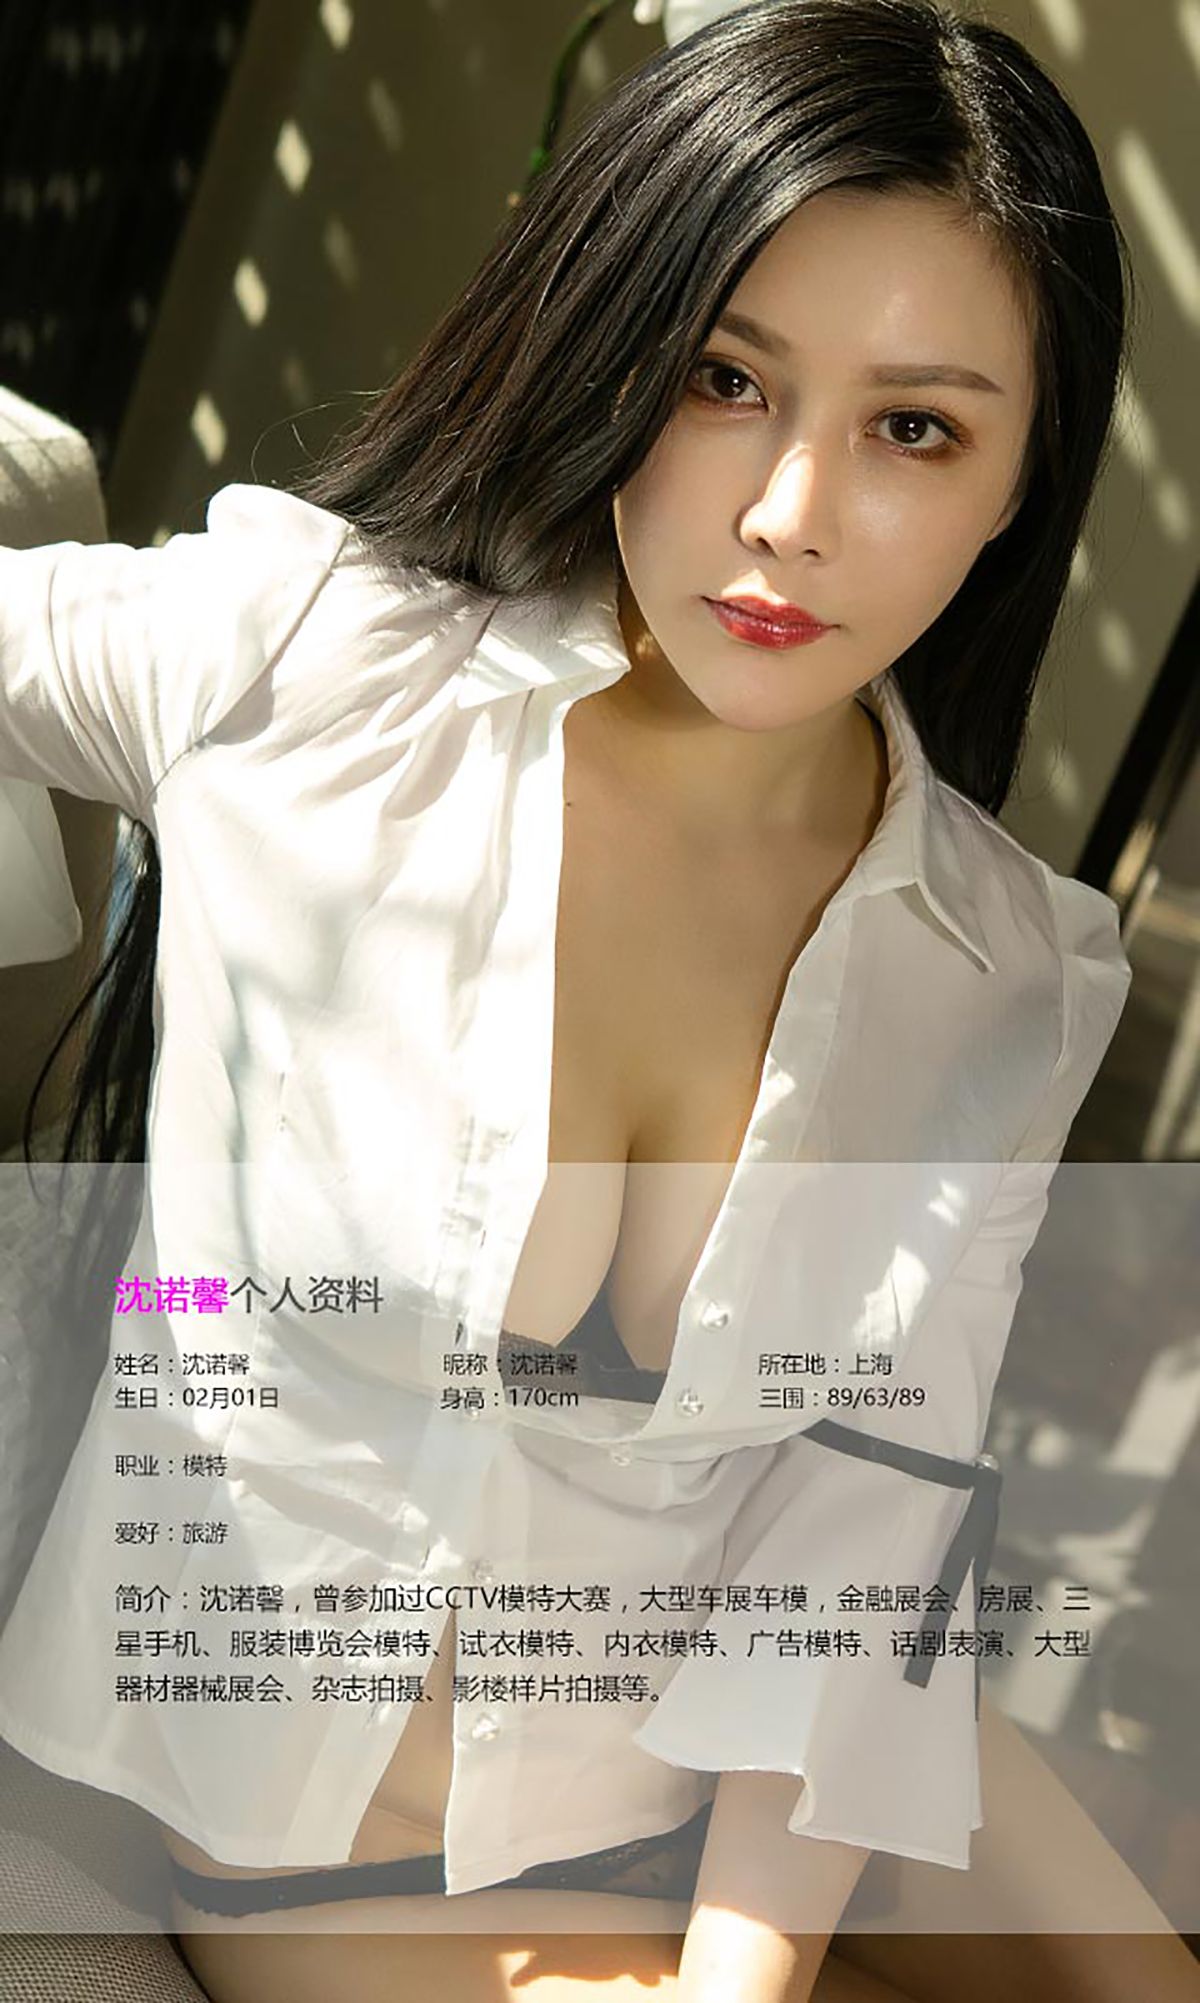 沈诺馨个人资料
姓名：沈诺馨 昵称：沈诺馨 所在地：上海
生日：02月01日 身高：170cm 三围：89/63/89
职业：模特
爱好：旅游
简介：沈诺馨，曾参加过CCTV模特大赛，大型车展车模，金融展会、房展、三
星手机、服装博览会模特、试衣模特、内衣模特、广告模特、话剧表演、大型
器材器械展会、杂志拍摄、影楼样片拍摄等。